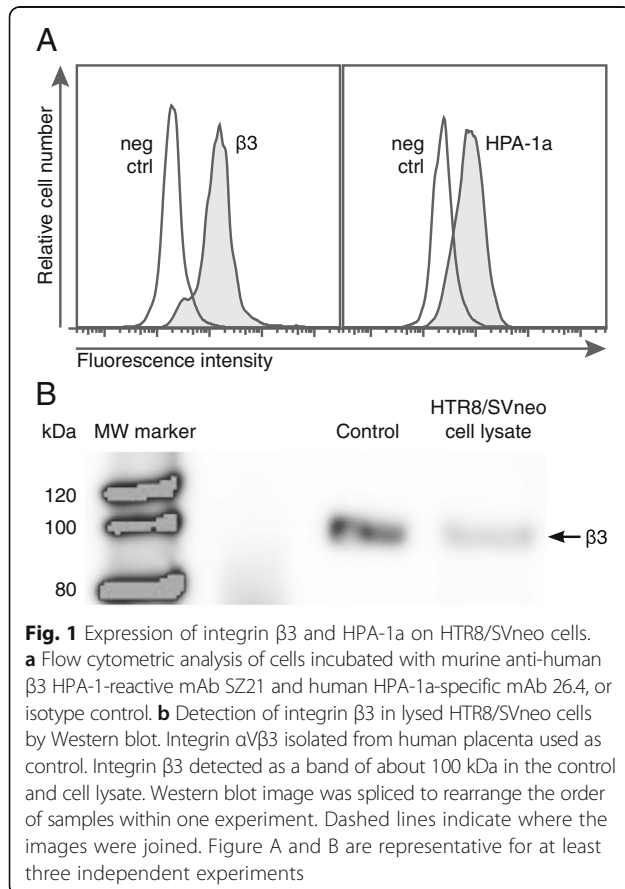 A
Relative cell number
neg
ctrl
β3
neg
ctrl
HPA-1a
Fluorescence intensity
B
kDa
MW marker
Control
HTR8/SVneo
cell lysate
120
100
80
β3
Fig. 1 Expression of integrin β3 and HPA-1a on HTR8/SVneo cells.
a Flow cytometric analysis of cells incubated with murine anti-human
β3 HPA-1-reactive mAb SZ21 and human HPA-1a-specific mAb 26.4, or
isotype control. b Detection of integrin β3 in lysed HTR8/SVneo cells
by Western blot. Integrin αVβ3 isolated from human placenta used as
control. Integrin β3 detected as a band of about 100 kDa in the control
and cell lysate. Western blot image was spliced to rearrange the order
of samples within one experiment. Dashed lines indicate where the
images were joined. Figure A and B are representative for at least
three independent experiments